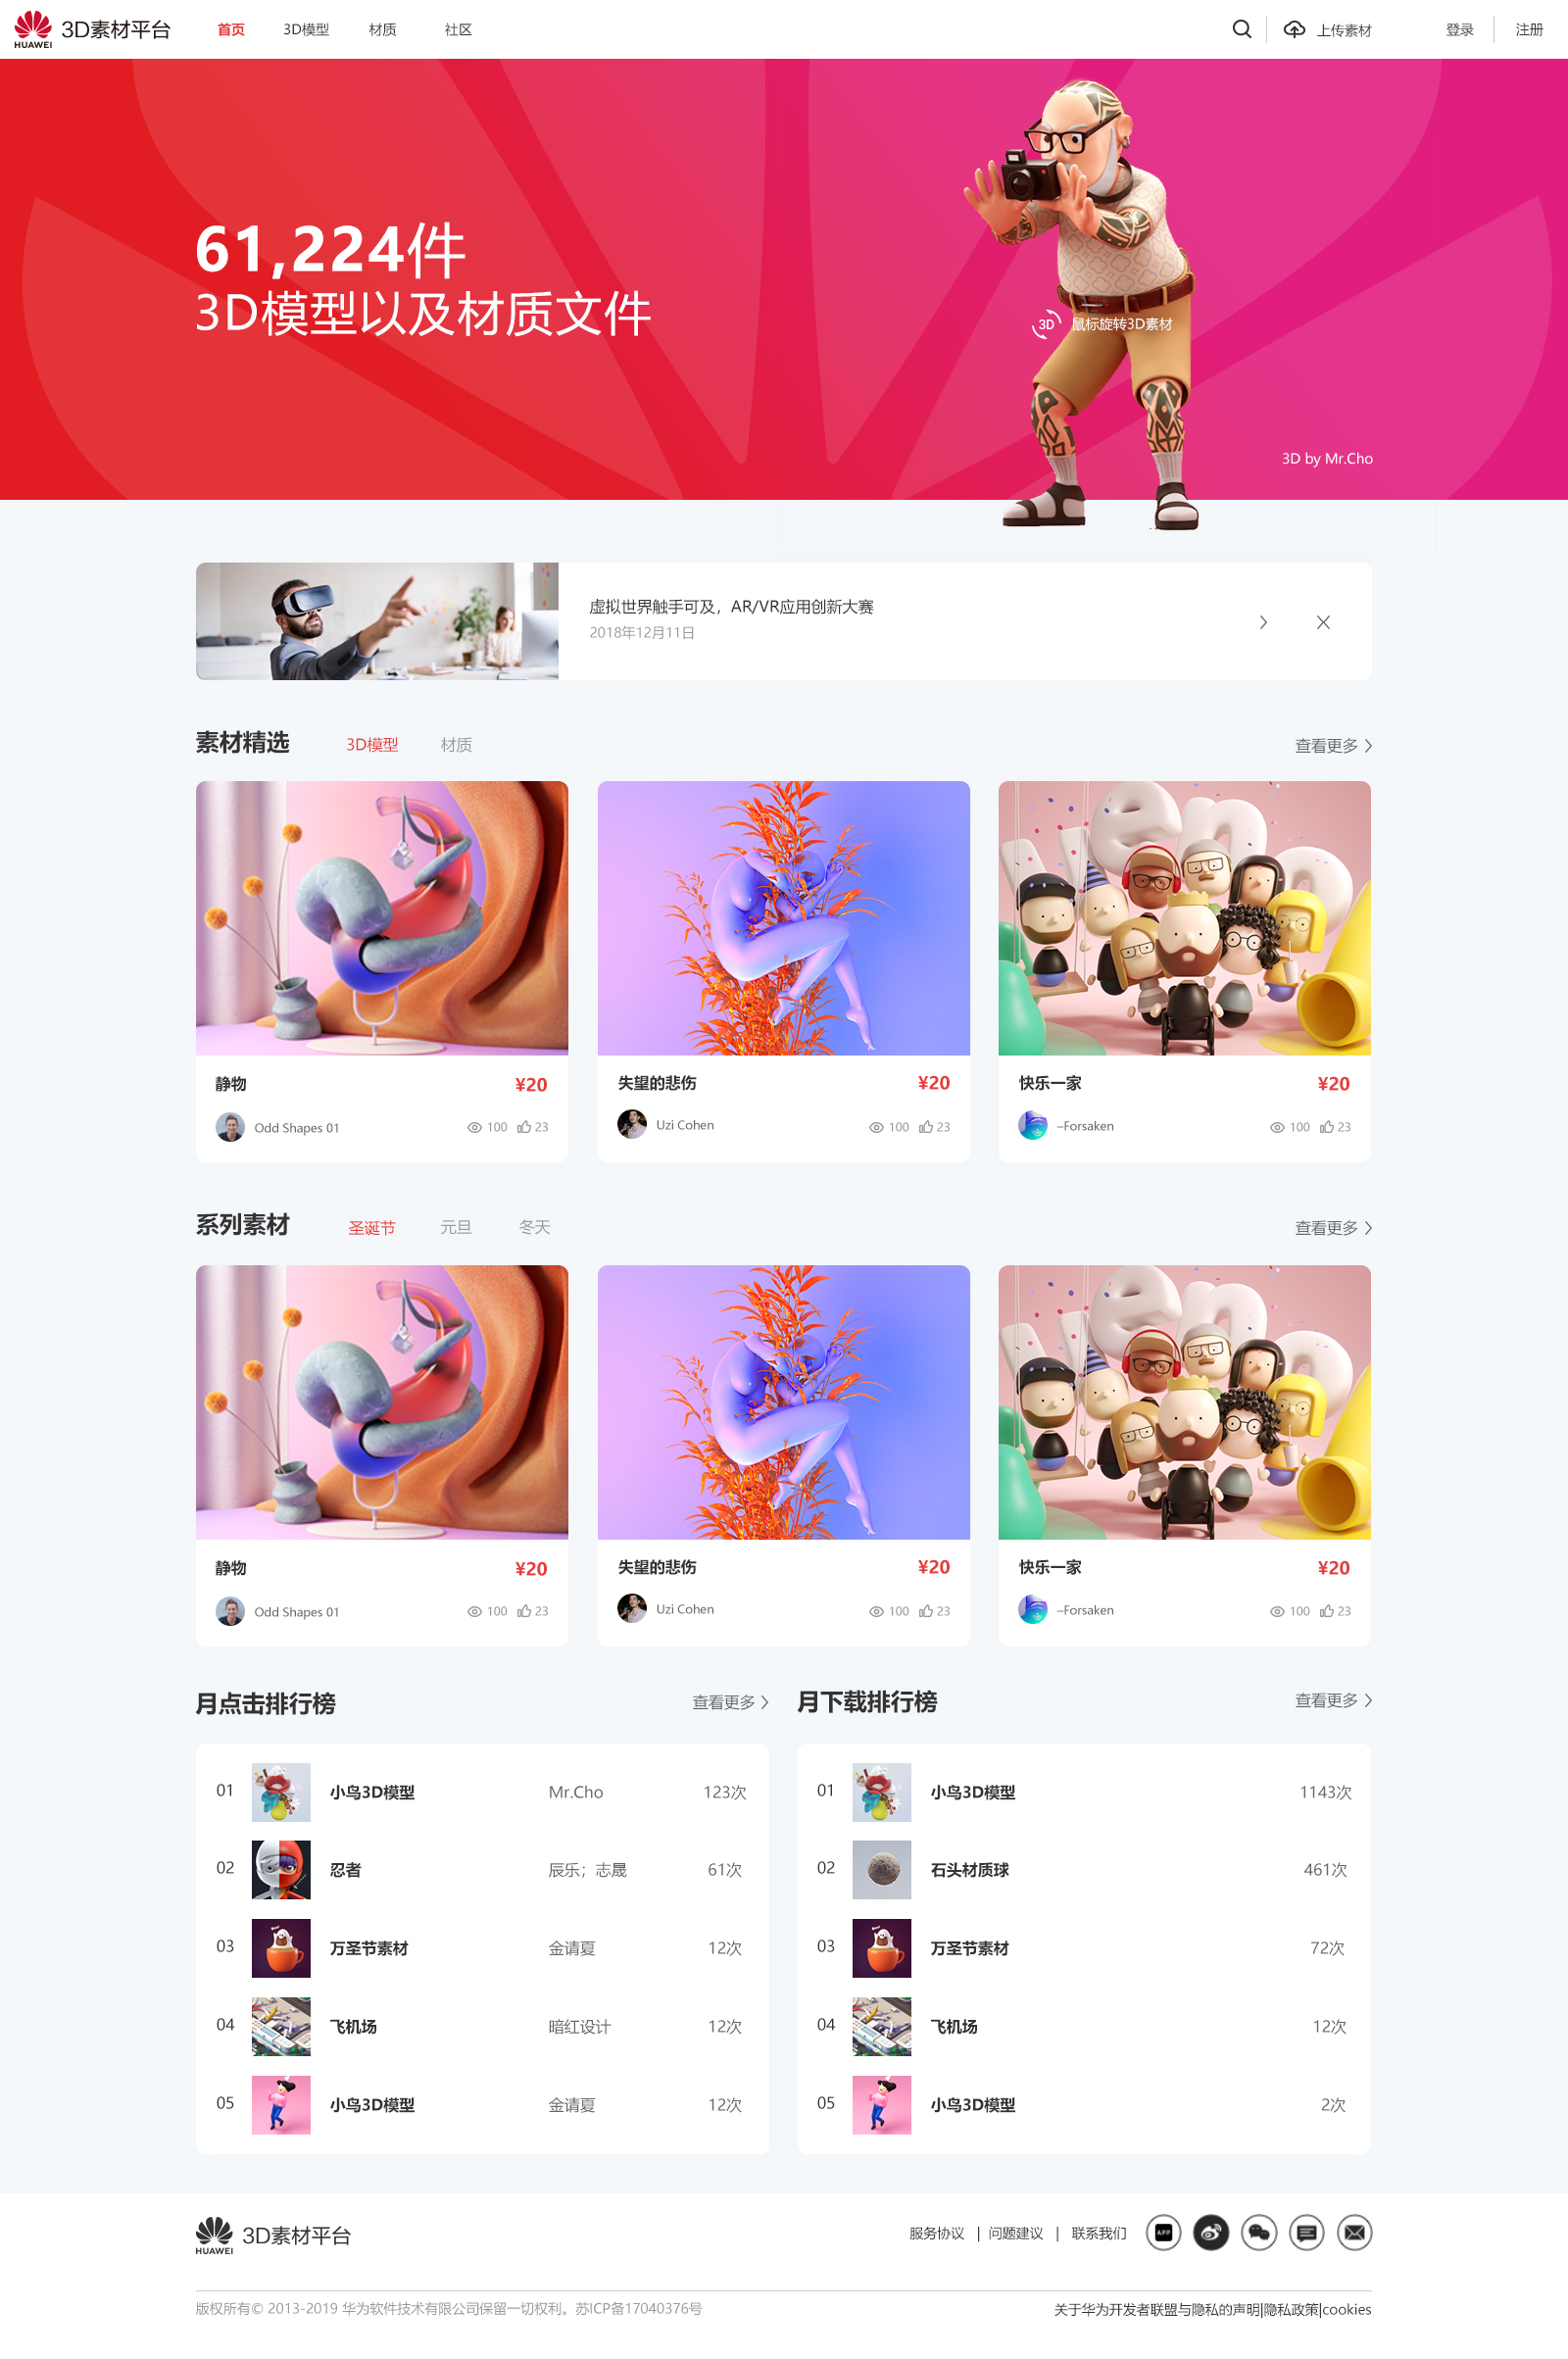 HUAWEI 3D素材平台 首页 3D模型 材质 社区 上传素材 登录 注册
61,224件
3D模型以及材质文件
3D 鼠标旋转3D素材
3D by Mr.Cho
虚拟世界触手可及，AR/VR应用创新大赛
2018年12月11日
素材精选 3D模型 材质 查看更多
静物 ¥20
Odd Shapes 01 100 23
失望的悲伤 ¥20
Uzi Cohen 100 23
快乐一家 ¥20
–Forsaken 100 23
系列素材 圣诞节 元旦 冬天 查看更多
静物 ¥20
Odd Shapes 01 100 23
失望的悲伤 ¥20
Uzi Cohen 100 23
快乐一家 ¥20
–Forsaken 100 23
月点击排行榜 查看更多
01 小鸟3D模型 Mr.Cho 123次
02 忍者 辰乐；志晟 61次
03 万圣节素材 金请夏 12次
04 飞机场 暗红设计 12次
05 小鸟3D模型 金请夏 12次
月下载排行榜 查看更多
01 小鸟3D模型 1143次
02 石头材质球 461次
03 万圣节素材 72次
04 飞机场 12次
05 小鸟3D模型 2次
HUAWEI 3D素材平台 服务协议 | 问题建议 | 联系我们 APP
版权所有© 2013-2019 华为软件技术有限公司保留一切权利。苏ICP备17040376号
关于华为开发者联盟与隐私的声明|隐私政策|cookies